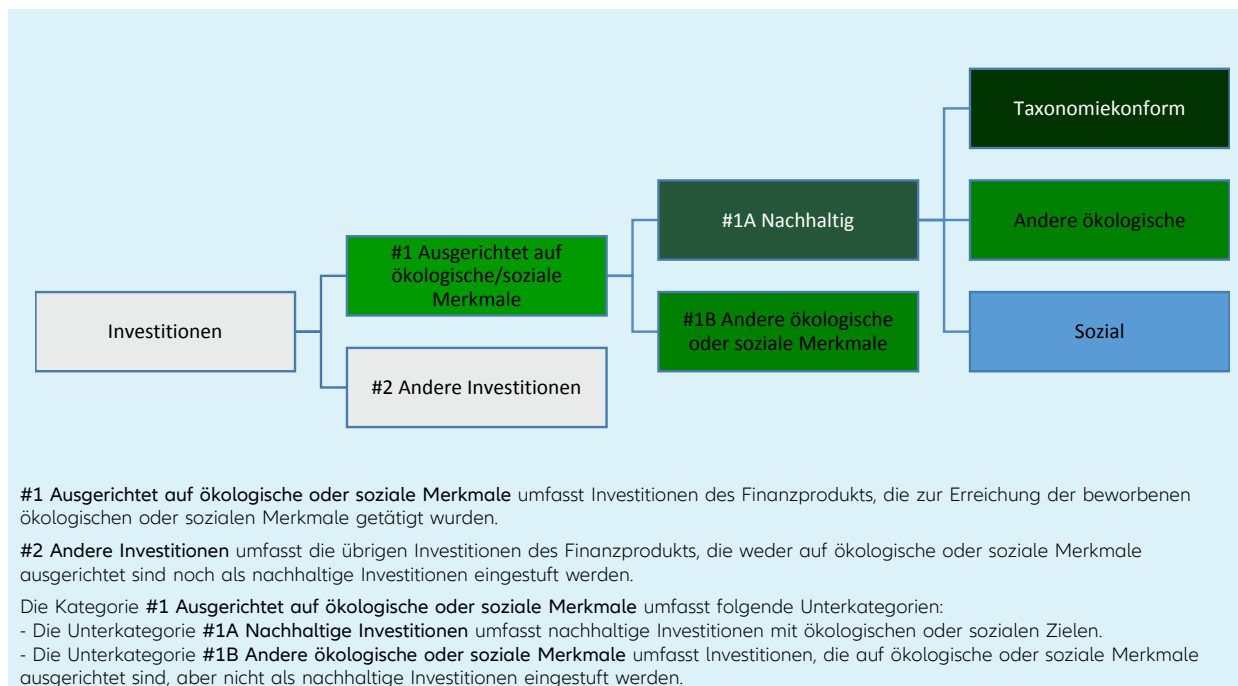 Taxonomiekonform
#1A Nachhaltig
Andere ökologische
#1 Ausgerichtet auf
ökologische/soziale
Merkmale
Investitionen
#1B Andere ökologische
oder soziale Merkmale
Sozial
#2 Andere Investitionen
#1 Ausgerichtet auf ökologische oder soziale Merkmale umfasst Investitionen des Finanzprodukts, die zur Erreichung der beworbenen
ökologischen oder sozialen Merkmale getätigt wurden.
#2 Andere Investitionen umfasst die übrigen Investitionen des Finanzprodukts, die weder auf ökologische oder soziale Merkmale
ausgerichtet sind noch als nachhaltige Investitionen eingestuft werden.
Die Kategorie #1 Ausgerichtet auf ökologische oder soziale Merkmale umfasst folgende Unterkategorien:
- Die Unterkategorie #1A Nachhaltige Investitionen umfasst nachhaltige Investitionen mit ökologischen oder sozialen Zielen.
- Die Unterkategorie #1B Andere ökologische oder soziale Merkmale umfasst Investitionen, die auf ökologische oder soziale Merkmale
ausgerichtet sind, aber nicht als nachhaltige Investitionen eingestuft werden.